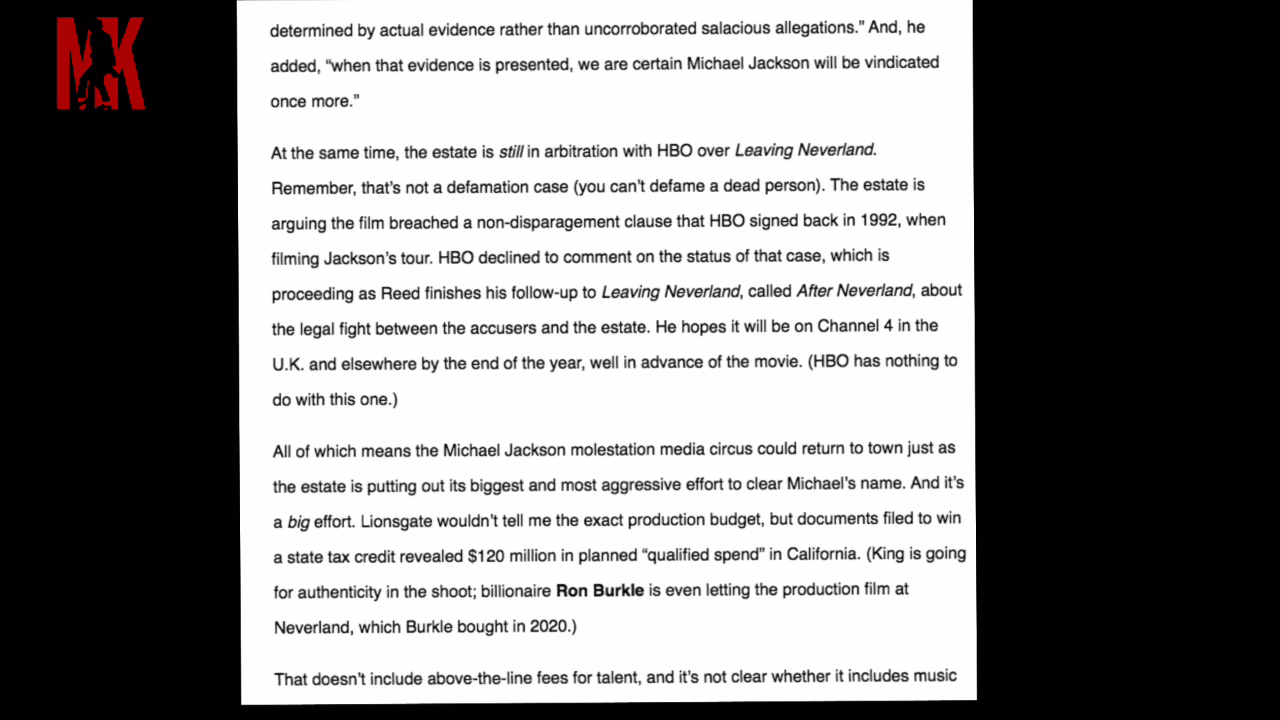 MK
determined by actual evidence rather than uncorroborated salacious allegations.” And, he
added, “when that evidence is presented, we are certain Michael Jackson will be vindicated
once more.”
At the same time, the estate is still in arbitration with HBO over Leaving Neverland.
Remember, that’s not a defamation case (you can’t defame a dead person). The estate is
arguing the film breached a non-disparagement clause that HBO signed back in 1992, when
filming Jackson’s tour. HBO declined to comment on the status of that case, which is
proceeding as Reed finishes his follow-up to Leaving Neverland, called After Neverland, about
the legal fight between the accusers and the estate. He hopes it will be on Channel 4 in the
U.K. and elsewhere by the end of the year, well in advance of the movie. (HBO has nothing to
do with this one.)
All of which means the Michael Jackson molestation media circus could return to town just as
the estate is putting out its biggest and most aggressive effort to clear Michael’s name. And it’s
a big effort. Lionsgate wouldn’t tell me the exact production budget, but documents filed to win
a state tax credit revealed $120 million in planned “qualified spend” in California. (King is going
for authenticity in the shoot; billionaire Ron Burkle is even letting the production film at
Neverland, which Burkle bought in 2020.)
That doesn’t include above-the-line fees for talent, and it’s not clear whether it includes music